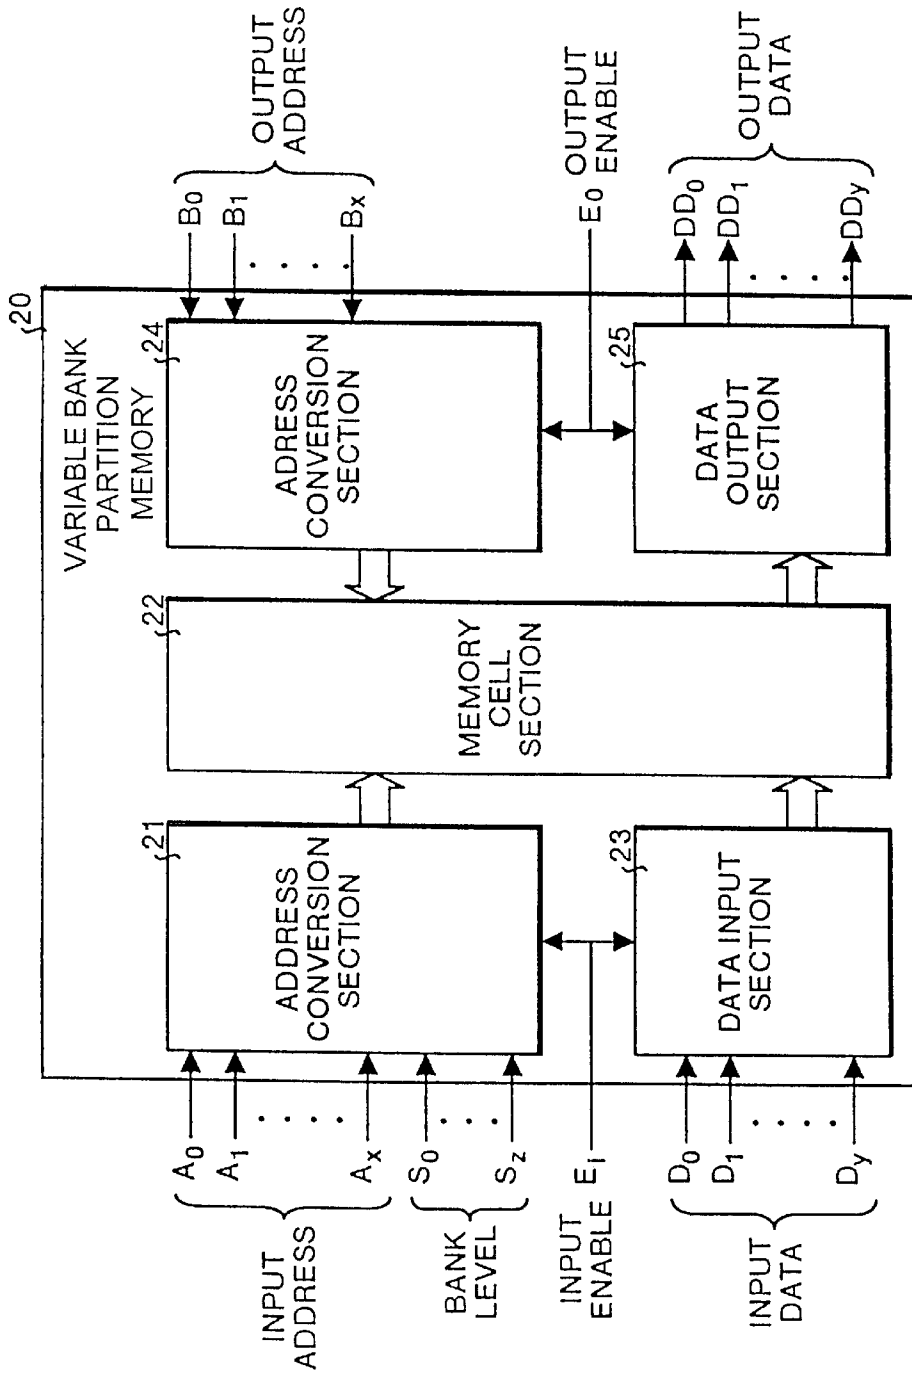 20
VARIABLE BANK
PARTITION
MEMORY
INPUT
ADDRESS
A0
A1
Ax
BANK
LEVEL
S0
Sz
INPUT
ENABLE
Ei
INPUT
DATA
D0
D1
Dy
21
ADDRESS
CONVERSION
SECTION
23
DATA INPUT
SECTION
22
MEMORY
CELL
SECTION
24
ADRESS
CONVERSION
SECTION
25
DATA
OUTPUT
SECTION
B0
B1
Bx
OUTPUT
ADDRESS
E0
OUTPUT
ENABLE
DD0
DD1
DDy
OUTPUT
DATA